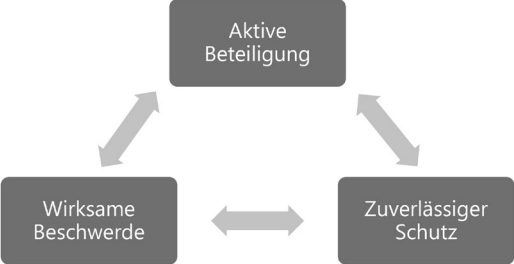 Aktive
Beteiligung
Wirksame
Beschwerde
Zuverlässiger
Schutz